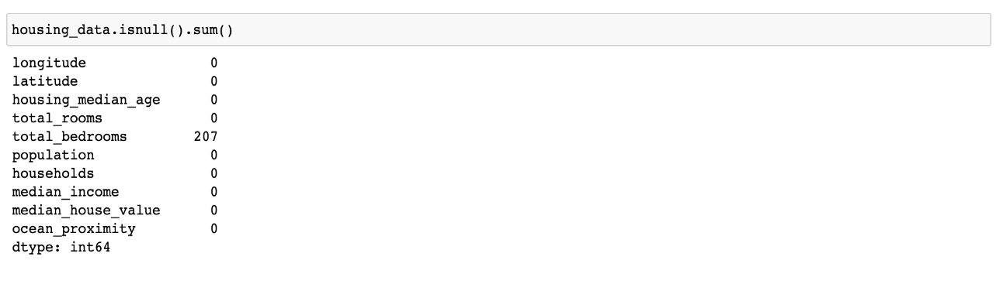 housing_data.isnull().sum()
longitude 0
latitude 0
housing_median_age 0
total_rooms 0
total_bedrooms 207
population 0
households 0
median_income 0
median_house_value 0
ocean_proximity 0
dtype: int64